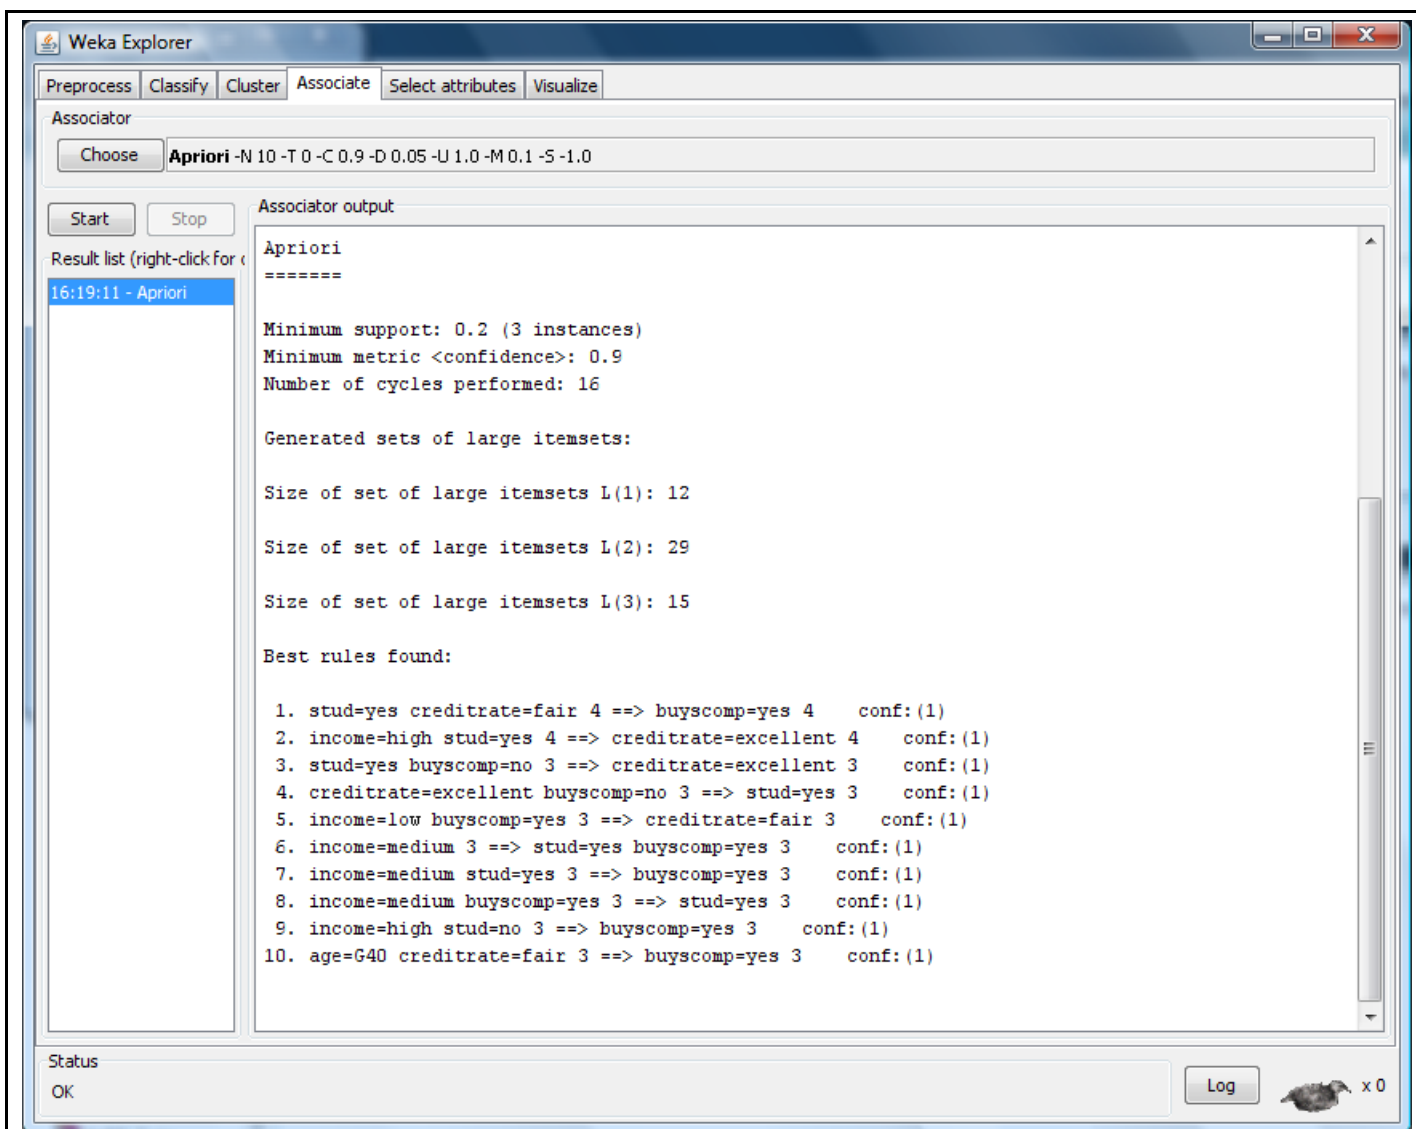 Weka Explorer
Preprocess Classify Cluster Associate Select attributes Visualize
Associator
Choose Apriori -N 10 -T 0 -C 0.9 -D 0.05 -U 1.0 -M 0.1 -S -1.0
Start Stop
Result list (right-click for
16:19:11 - Apriori
Associator output
Apriori
=======
Minimum support: 0.2 (3 instances)
Minimum metric <confidence>: 0.9
Number of cycles performed: 16
Generated sets of large itemsets:
Size of set of large itemsets L(1): 12
Size of set of large itemsets L(2): 29
Size of set of large itemsets L(3): 15
Best rules found:
1. stud=yes creditrate=fair 4 ==> buyscomp=yes 4 conf:(1)
2. income=high stud=yes 4 ==> creditrate=excellent 4 conf:(1)
3. stud=yes buyscomp=no 3 ==> creditrate=excellent 3 conf:(1)
4. creditrate=excellent buyscomp=no 3 ==> stud=yes 3 conf:(1)
5. income=low buyscomp=yes 3 ==> creditrate=fair 3 conf:(1)
6. income=medium 3 ==> stud=yes buyscomp=yes 3 conf:(1)
7. income=medium stud=yes 3 ==> buyscomp=yes 3 conf:(1)
8. income=medium buyscomp=yes 3 ==> stud=yes 3 conf:(1)
9. income=high stud=no 3 ==> buyscomp=yes 3 conf:(1)
10. age=G40 creditrate=fair 3 ==> buyscomp=yes 3 conf:(1)
Status
OK
Log x 0